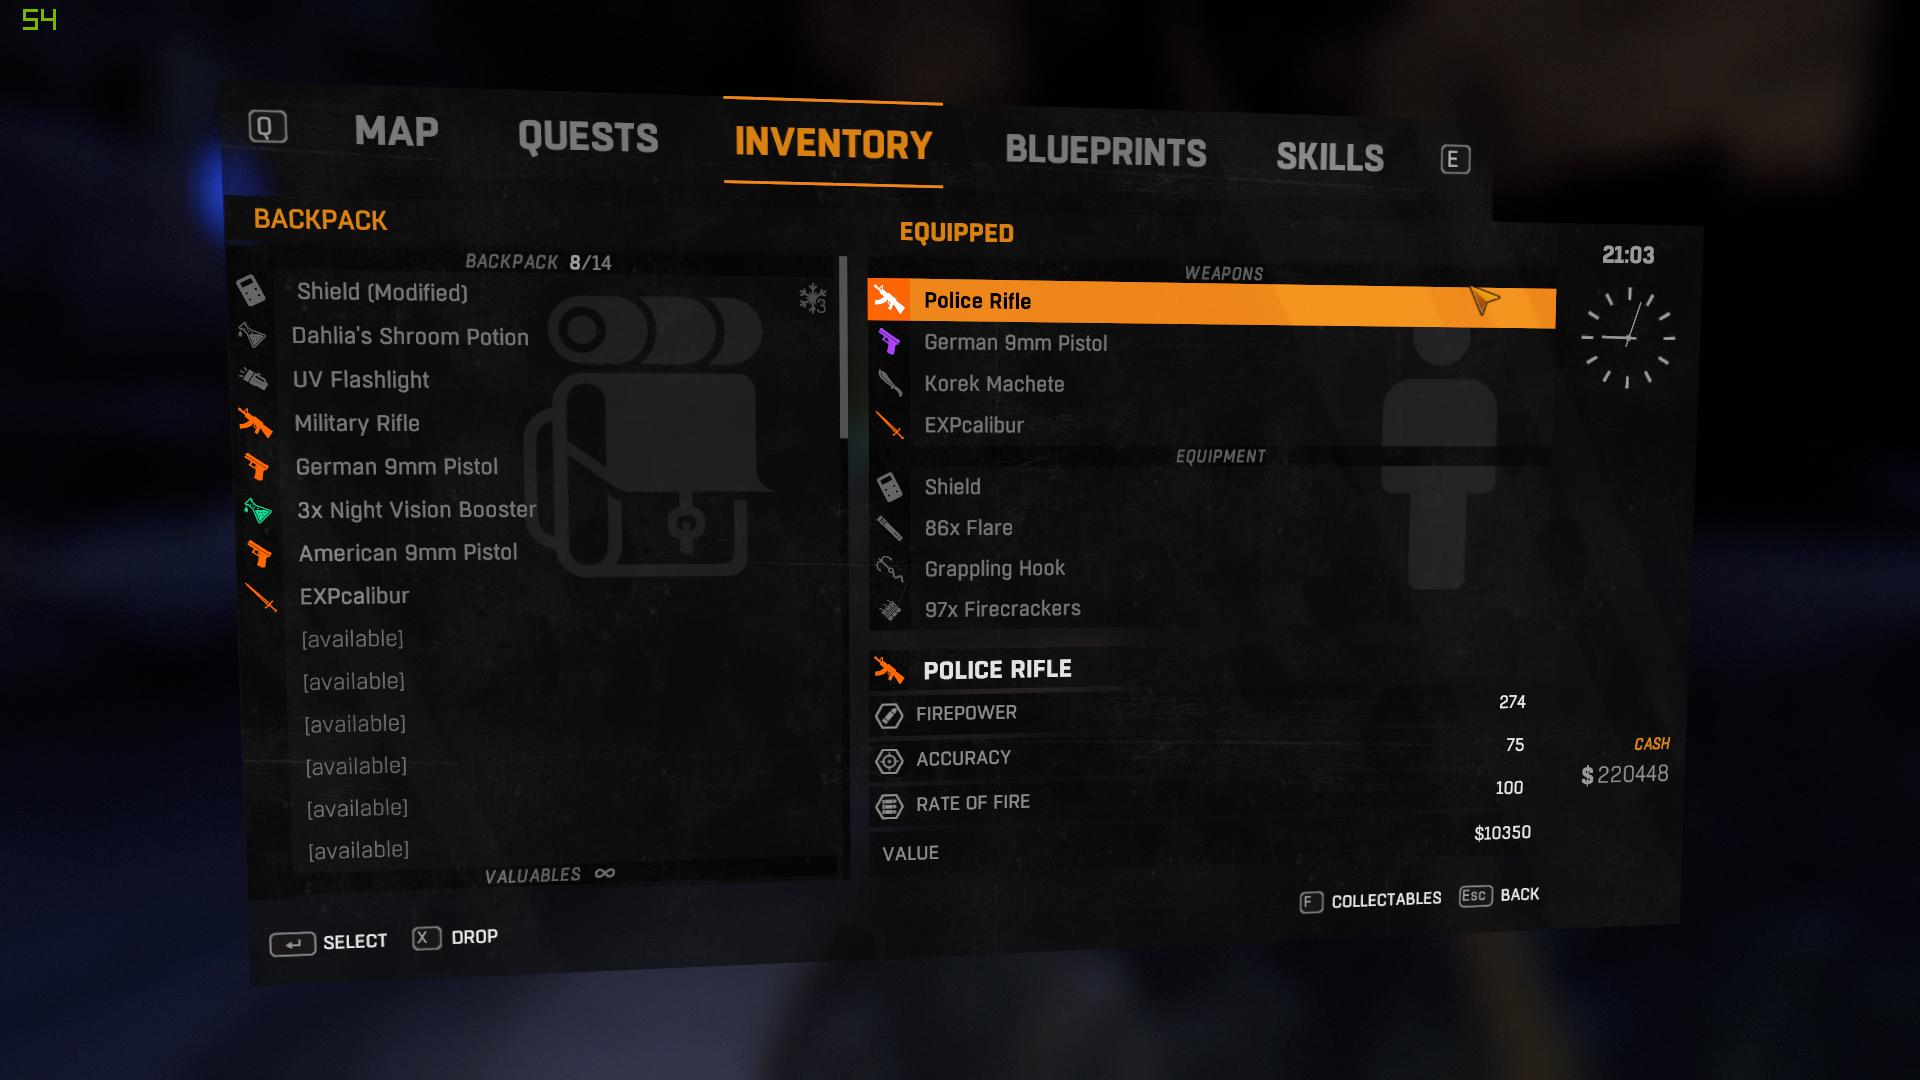 54
Q MAP QUESTS INVENTORY BLUEPRINTS SKILLS E
BACKPACK
BACKPACK 8/14
Shield (Modified) 3
Dahlia's Shroom Potion
UV Flashlight
Military Rifle
German 9mm Pistol
3x Night Vision Booster
American 9mm Pistol
EXPcalibur
[available]
[available]
[available]
[available]
[available]
[available]
VALUABLES ∞
SELECT X DROP
EQUIPPED
WEAPONS
Police Rifle
German 9mm Pistol
Korek Machete
EXPcalibur
EQUIPMENT
Shield
86x Flare
Grappling Hook
97x Firecrackers
POLICE RIFLE
FIREPOWER 274
ACCURACY 75
RATE OF FIRE 100
VALUE $10350
F COLLECTABLES Esc BACK
21:03
CASH
$220448